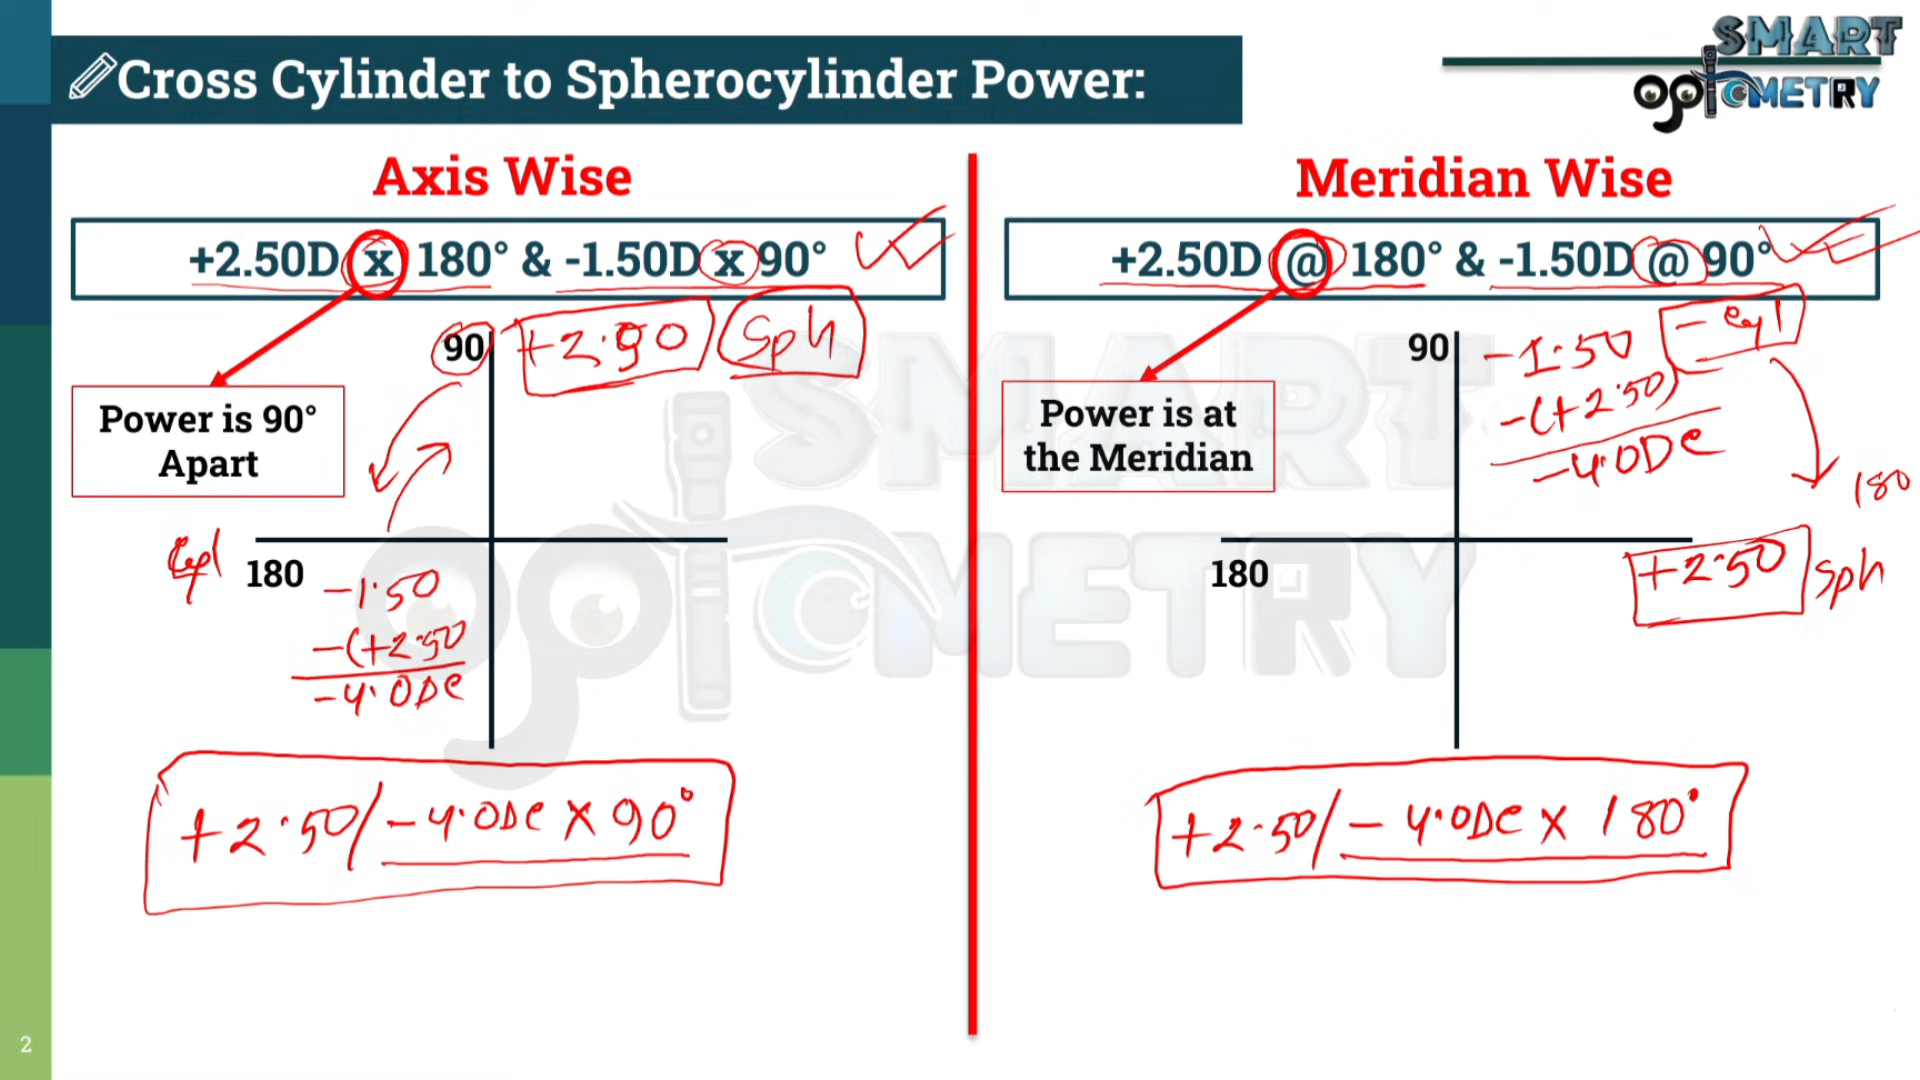 Cross Cylinder to Spherocylinder Power:
SMART
OPTOMETRY
Axis Wise
+2.50D x 180° & -1.50D x 90°
90 +2.50 Sph
Power is 90°
Apart
Cyl 180
-1.50
-(+2.50
-4.0DC
+2.50/-4.0DC x 90°
Meridian Wise
+2.50D @ 180° & -1.50D @ 90°
90 -1.50 - Cyl
-(+2.50)
-4.0DC
Power is at
the Meridian
180
180
+2.50 Sph
+2.50/-4.0DC x 180°
SMART
OPTOMETRY
2